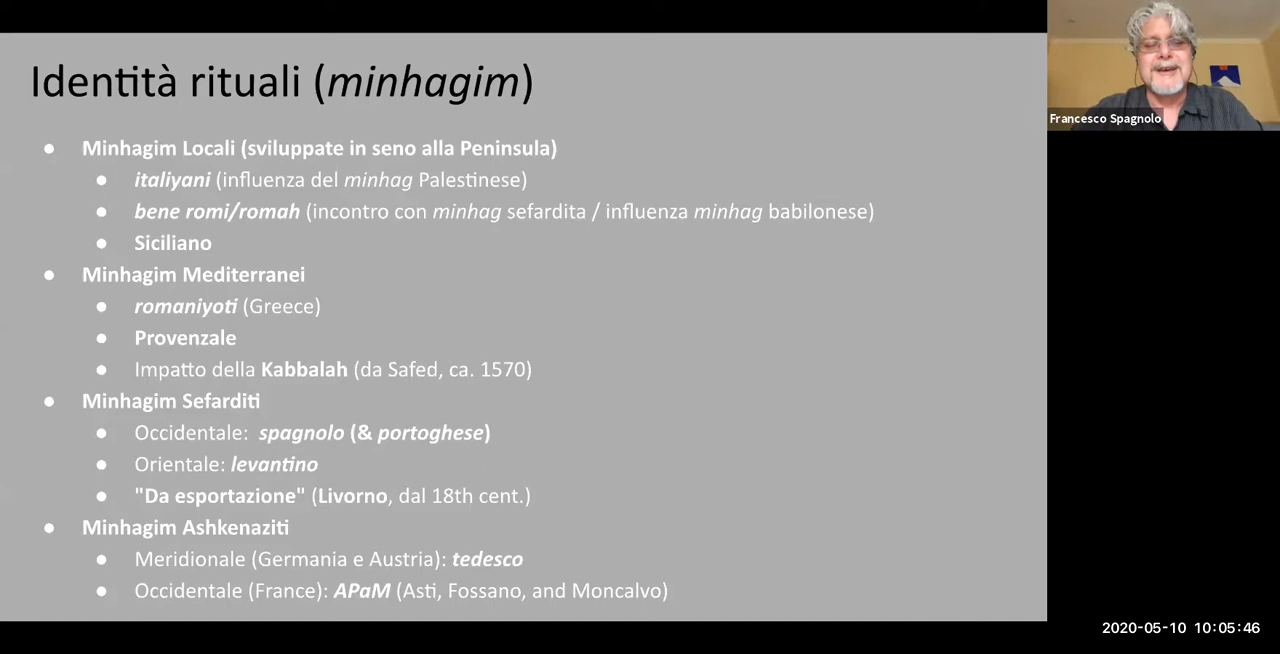 Identità rituali (minhagim)
● Minhagim Locali (sviluppate in seno alla Peninsula)
● italiyani (influenza del minhag Palestinese)
● bene romi/romah (incontro con minhag sefardita / influenza minhag babilonese)
● Siciliano
● Minhagim Mediterranei
● romaniyoti (Greece)
● Provenzale
● Impatto della Kabbalah (da Safed, ca. 1570)
● Minhagim Sefarditi
● Occidentale: spagnolo (& portoghese)
● Orientale: levantino
● "Da esportazione" (Livorno, dal 18th cent.)
● Minhagim Ashkenaziti
● Meridionale (Germania e Austria): tedesco
● Occidentale (France): APaM (Asti, Fossano, and Moncalvo)
Francesco Spagnolo
2020-05-10 10:05:46